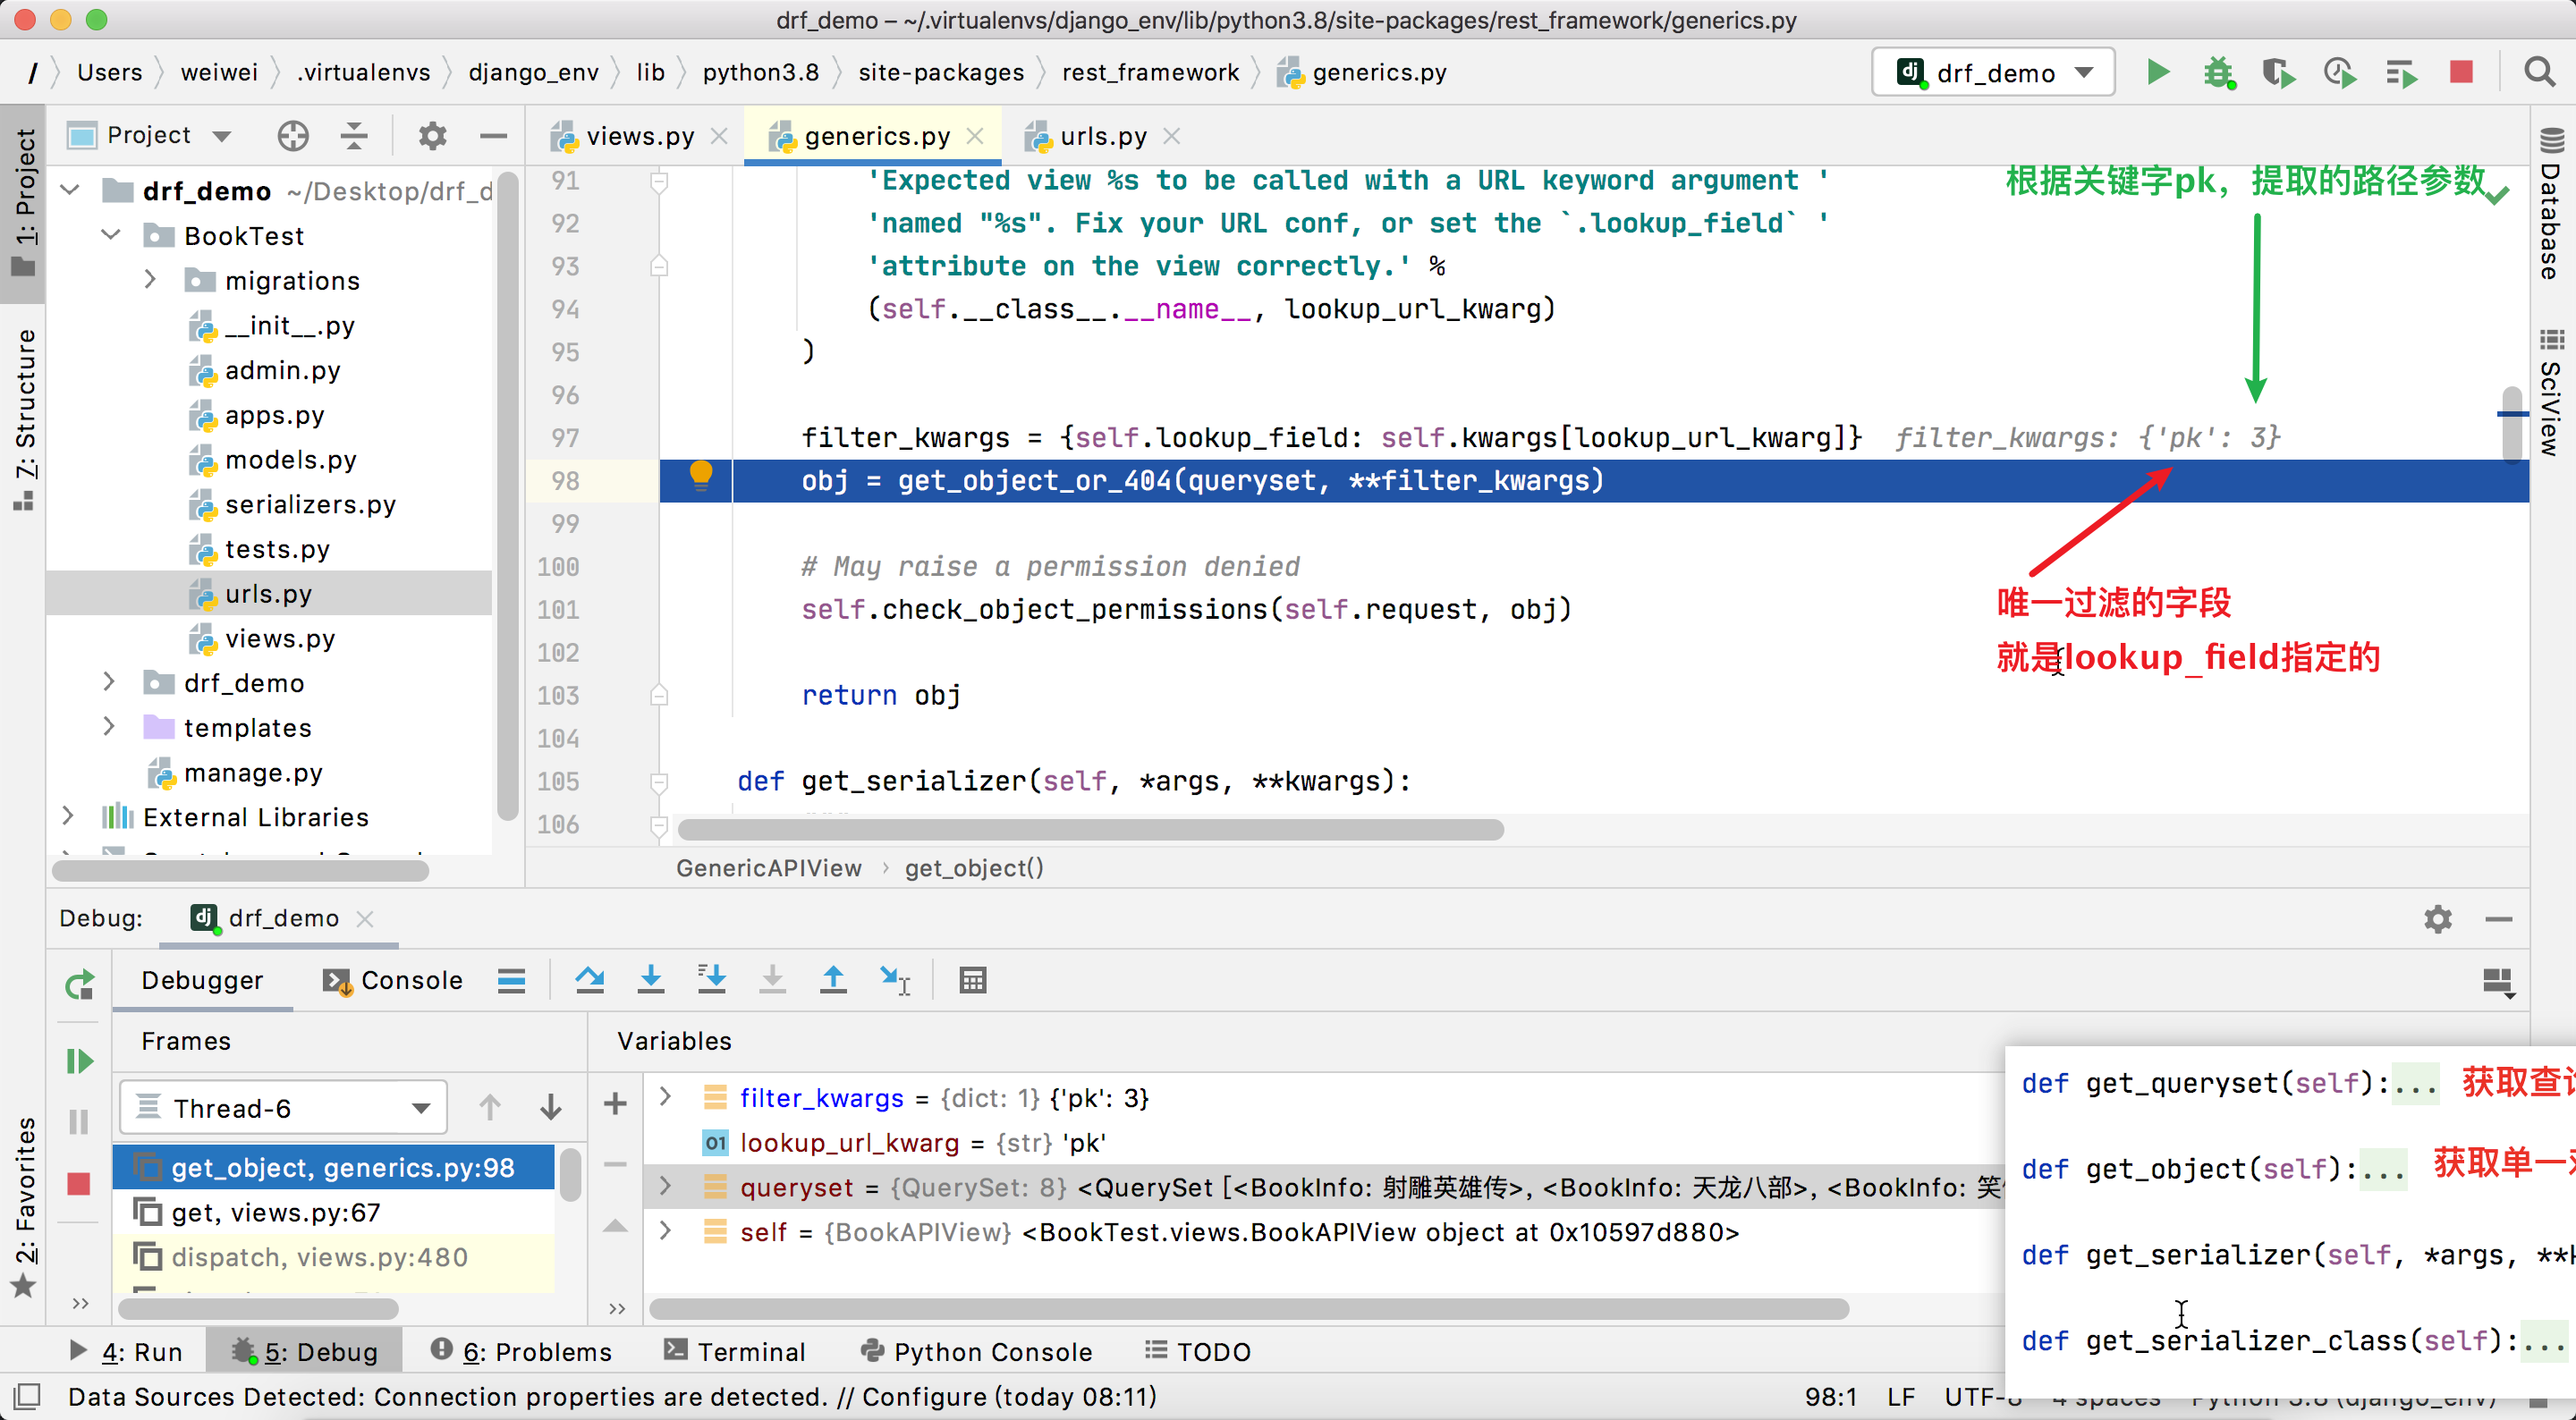 drf_demo – ~/.virtualenvs/django_env/lib/python3.8/site-packages/rest_framework/generics.py
/ Users weiwei .virtualenvs django_env lib python3.8 site-packages rest_framework generics.py
drf_demo
Project
views.py
generics.py
urls.py
1: Project
7: Structure
2: Favorites
Database
SciView
drf_demo ~/Desktop/drf_d
BookTest
migrations
__init__.py
admin.py
apps.py
models.py
serializers.py
tests.py
urls.py
views.py
drf_demo
templates
manage.py
External Libraries
91 'Expected view %s to be called with a URL keyword argument '
92 'named "%s". Fix your URL conf, or set the `.lookup_field` '
93 'attribute on the view correctly.' %
94 (self.__class__.__name__, lookup_url_kwarg)
95 )
96
97 filter_kwargs = {self.lookup_field: self.kwargs[lookup_url_kwarg]} filter_kwargs: {'pk': 3}
98 obj = get_object_or_404(queryset, **filter_kwargs)
99
100 # May raise a permission denied
101 self.check_object_permissions(self.request, obj)
102
103 return obj
104
105 def get_serializer(self, *args, **kwargs):
106 """
根据关键字pk，提取的路径参数
唯一过滤的字段
就是lookup_field指定的
GenericAPIView › get_object()
Debug: drf_demo
Debugger Console
Frames
Variables
Thread-6
get_object, generics.py:98
get, views.py:67
dispatch, views.py:480
filter_kwargs = {dict: 1} {'pk': 3}
lookup_url_kwarg = {str} 'pk'
queryset = {QuerySet: 8} <QuerySet [<BookInfo: 射雕英雄传>, <BookInfo: 天龙八部>, <BookInfo: 笑
self = {BookAPIView} <BookTest.views.BookAPIView object at 0x10597d880>
def get_queryset(self):... 获取查
def get_object(self):... 获取单一
def get_serializer(self, *args, **k
def get_serializer_class(self):...
4: Run
5: Debug
6: Problems
Terminal
Python Console
TODO
Data Sources Detected: Connection properties are detected. // Configure (today 08:11)
98:1 LF UTF-8 4 spaces Python 3.8 (django_env)